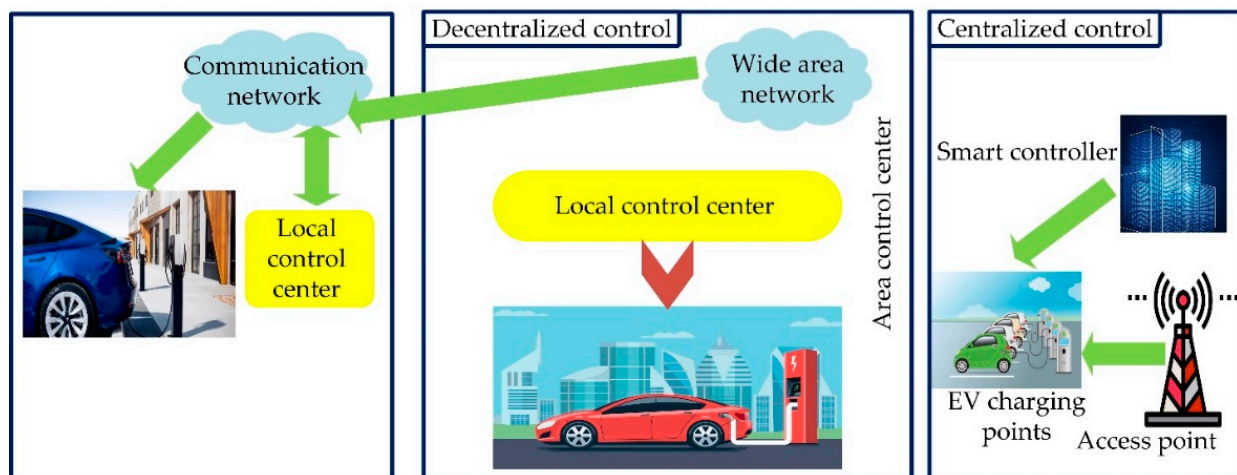 Communication
network
Local
control
center
Decentralized control
Wide area
network
Local control center
Area control center
Centralized control
Smart controller
EV charging
points
Access point